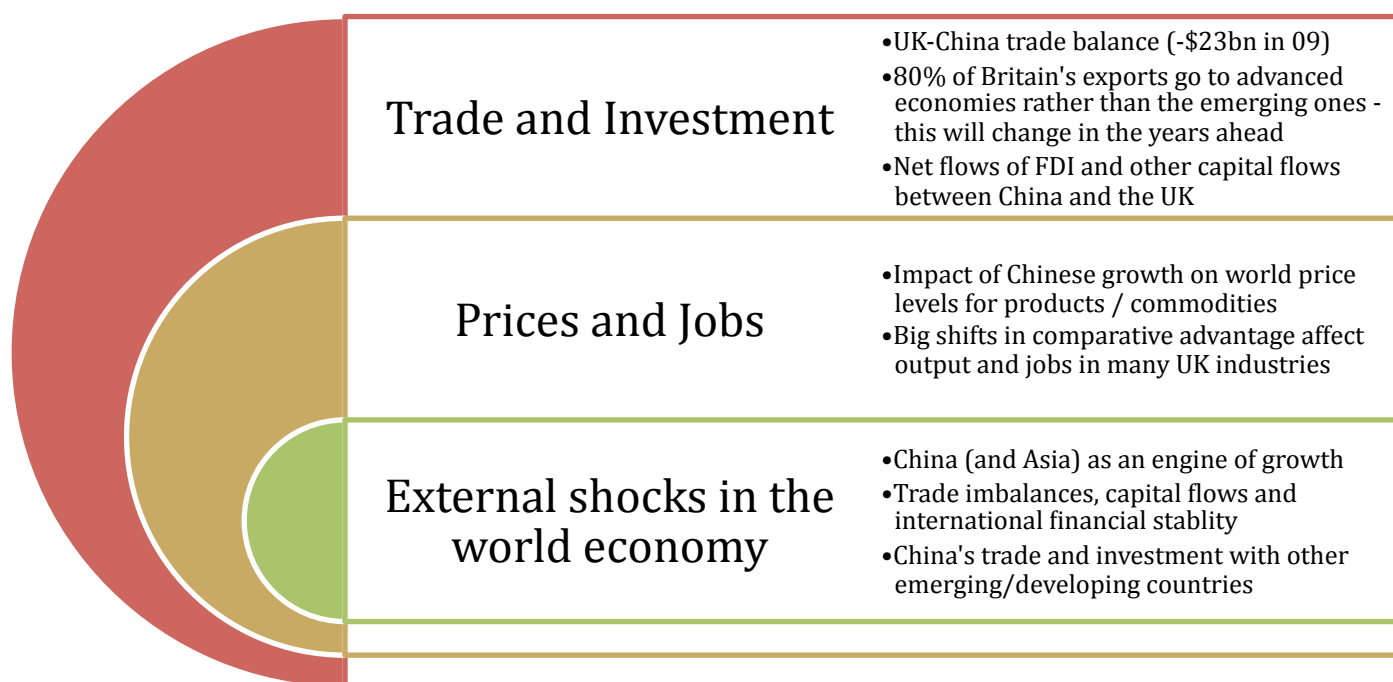 Trade and Investment
•UK-China trade balance (-$23bn in 09)
•80% of Britain's exports go to advanced
economies rather than the emerging ones -
this will change in the years ahead
•Net flows of FDI and other capital flows
between China and the UK
Prices and Jobs
•Impact of Chinese growth on world price
levels for products / commodities
•Big shifts in comparative advantage affect
output and jobs in many UK industries
External shocks in the
world economy
•China (and Asia) as an engine of growth
•Trade imbalances, capital flows and
international financial stablity
•China's trade and investment with other
emerging/developing countries